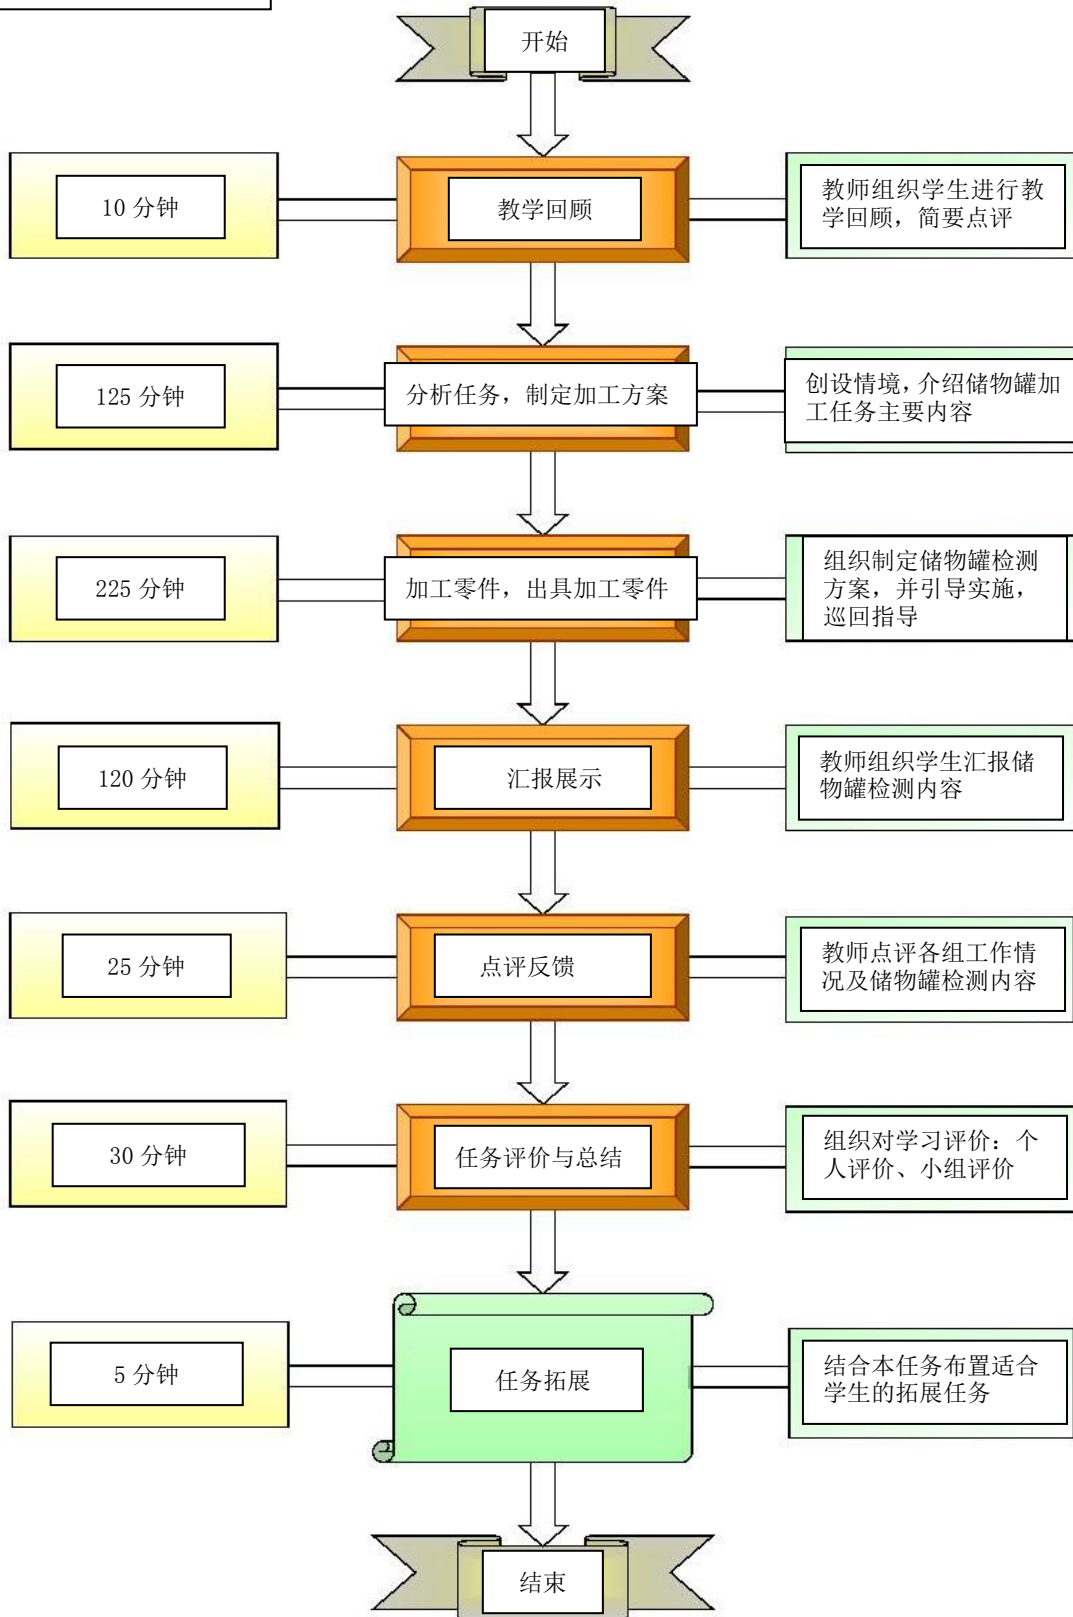 开始
10 分钟
教学回顾
教师组织学生进行教
学回顾，简要点评
125 分钟
分析任务，制定加工方案
创设情境，介绍储物罐加
工任务主要内容
225 分钟
加工零件，出具加工零件
组织制定储物罐检测
方案，并引导实施，
巡回指导
120 分钟
汇报展示
教师组织学生汇报储
物罐检测内容
25 分钟
点评反馈
教师点评各组工作情
况及储物罐检测内容
30 分钟
任务评价与总结
组织对学习评价：个
人评价、小组评价
5 分钟
任务拓展
结合本任务布置适合
学生的拓展任务
结束